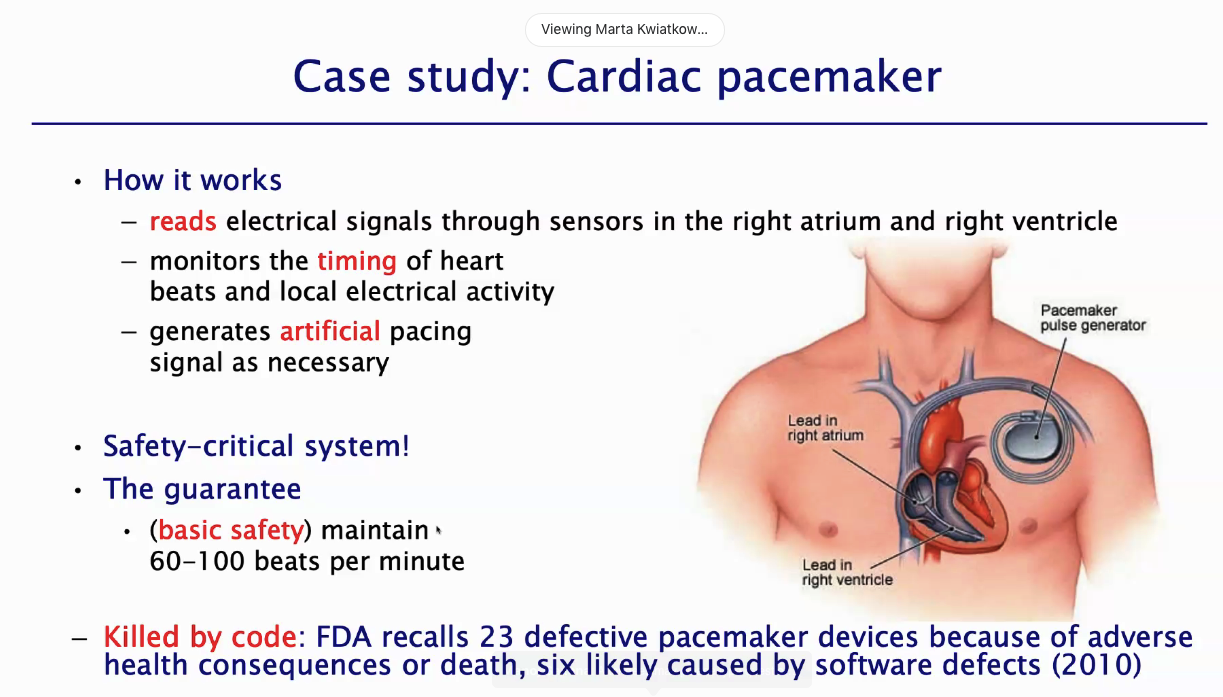 Viewing Marta Kwiatkow...
Case study: Cardiac pacemaker
• How it works
– reads electrical signals through sensors in the right atrium and right ventricle
– monitors the timing of heart
beats and local electrical activity
– generates artificial pacing
signal as necessary
Pacemaker
pulse generator
Lead in
right atrium
Lead in
right ventricle
• Safety-critical system!
• The guarantee
• (basic safety) maintain
60-100 beats per minute
– Killed by code: FDA recalls 23 defective pacemaker devices because of adverse
health consequences or death, six likely caused by software defects (2010)